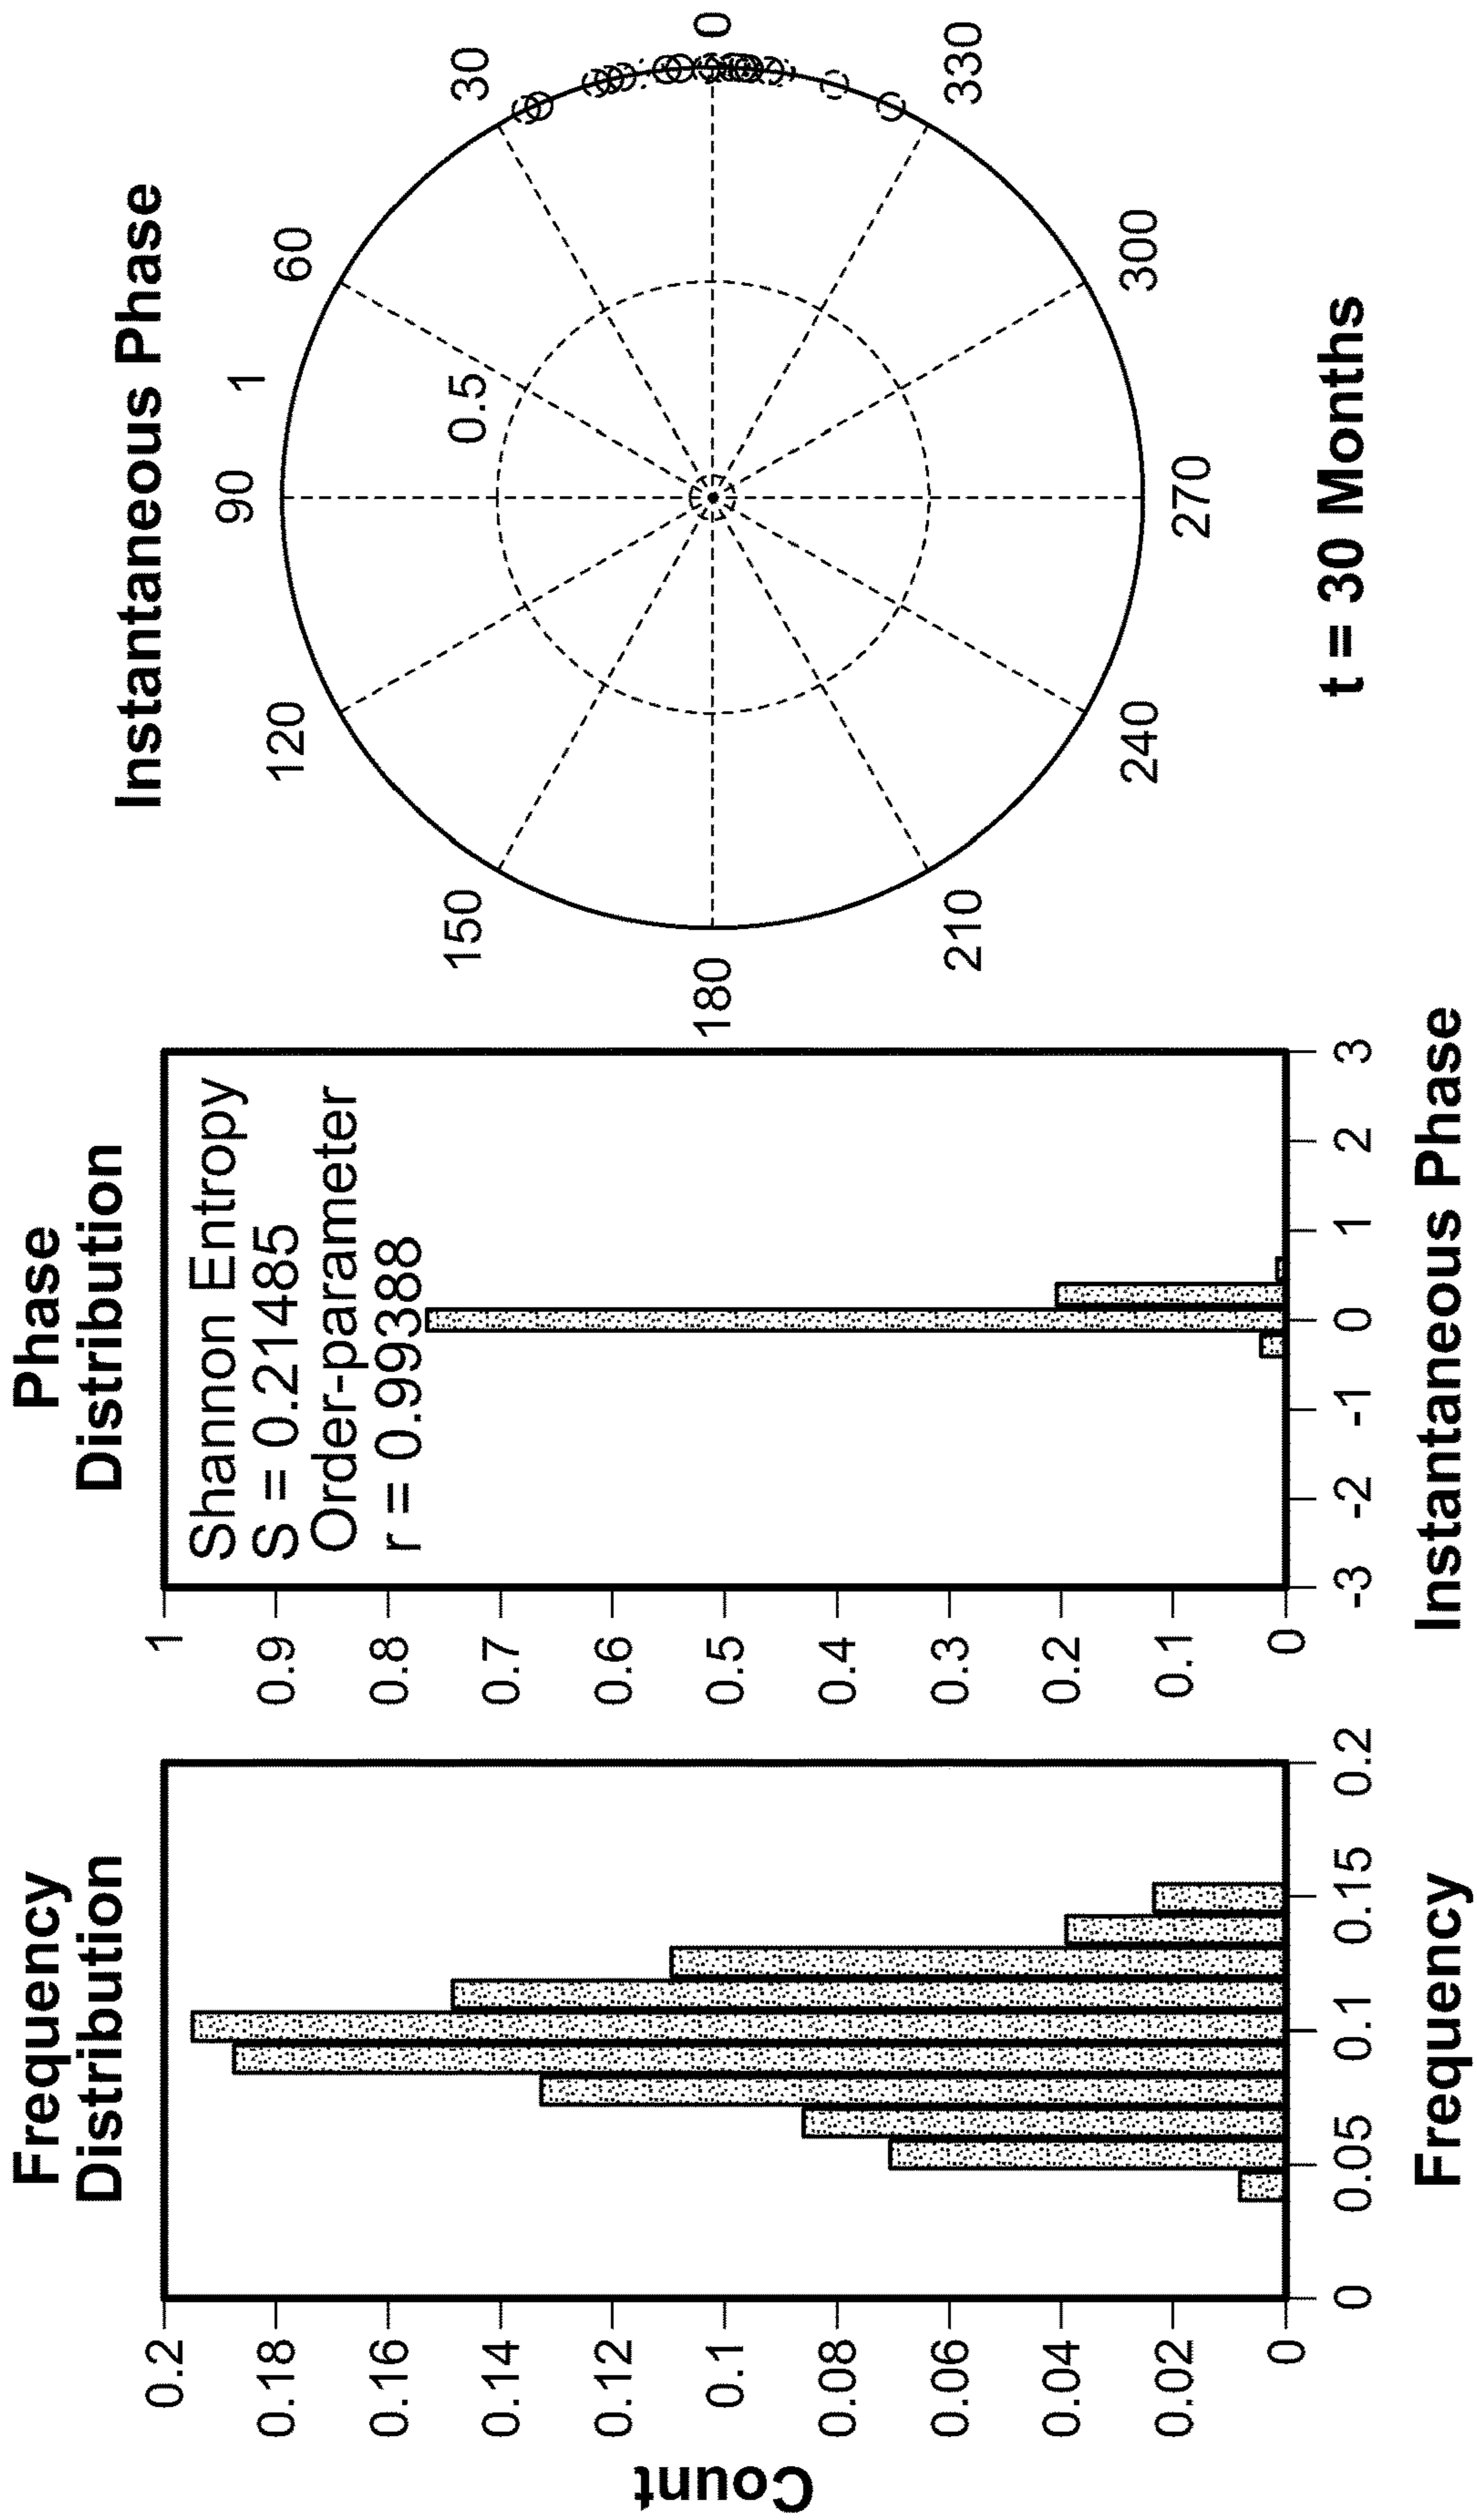 Frequency
Distribution
Count
0.2
0.18
0.16
0.14
0.12
0.1
0.08
0.06
0.04
0.02
0
0 0.05 0.1 0.15 0.2
Frequency
Phase
Distribution
Shannon Entropy
S = 0.21485
Order-parameter
r = 0.99388
1
0.9
0.8
0.7
0.6
0.5
0.4
0.3
0.2
0.1
0
-3 -2 -1 0 1 2 3
Instantaneous Phase
Instantaneous Phase
90
1
120
60
0.5
150
30
180
0
210
330
240
300
270
t = 30 Months